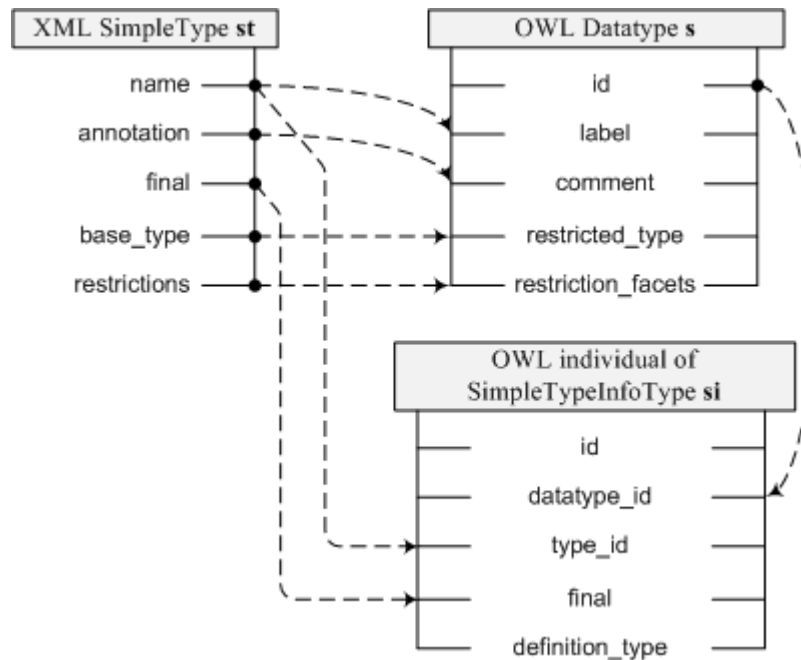 XML SimpleType st
name
annotation
final
base_type
restrictions
OWL Datatype s
id
label
comment
restricted_type
restriction_facets
OWL individual of
SimpleTypeInfoType si
id
datatype_id
type_id
final
definition_type